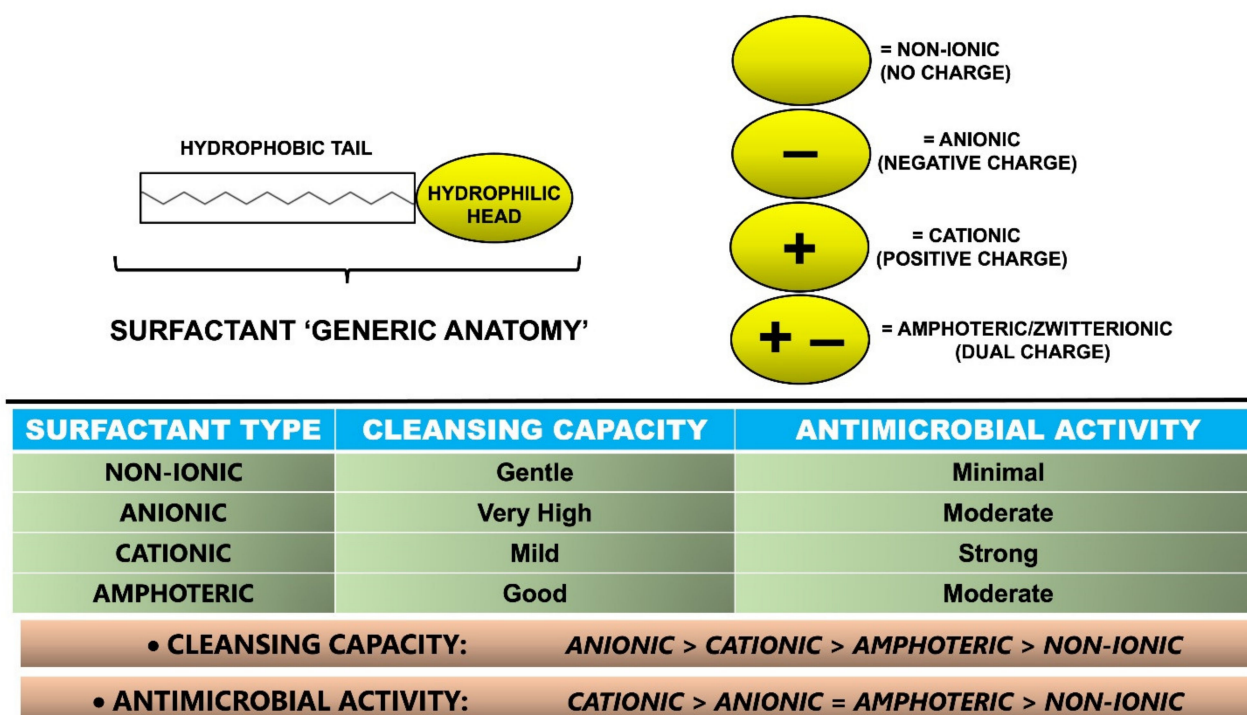 HYDROPHOBIC TAIL
HYDROPHILIC
HEAD
SURFACTANT ‘GENERIC ANATOMY’
= NON-IONIC
(NO CHARGE)
–
= ANIONIC
(NEGATIVE CHARGE)
+
= CATIONIC
(POSITIVE CHARGE)
+ –
= AMPHOTERIC/ZWITTERIONIC
(DUAL CHARGE)
SURFACTANT TYPE CLEANSING CAPACITY ANTIMICROBIAL ACTIVITY
NON-IONIC Gentle Minimal
ANIONIC Very High Moderate
CATIONIC Mild Strong
AMPHOTERIC Good Moderate
• CLEANSING CAPACITY: ANIONIC > CATIONIC > AMPHOTERIC > NON-IONIC
• ANTIMICROBIAL ACTIVITY: CATIONIC > ANIONIC = AMPHOTERIC > NON-IONIC